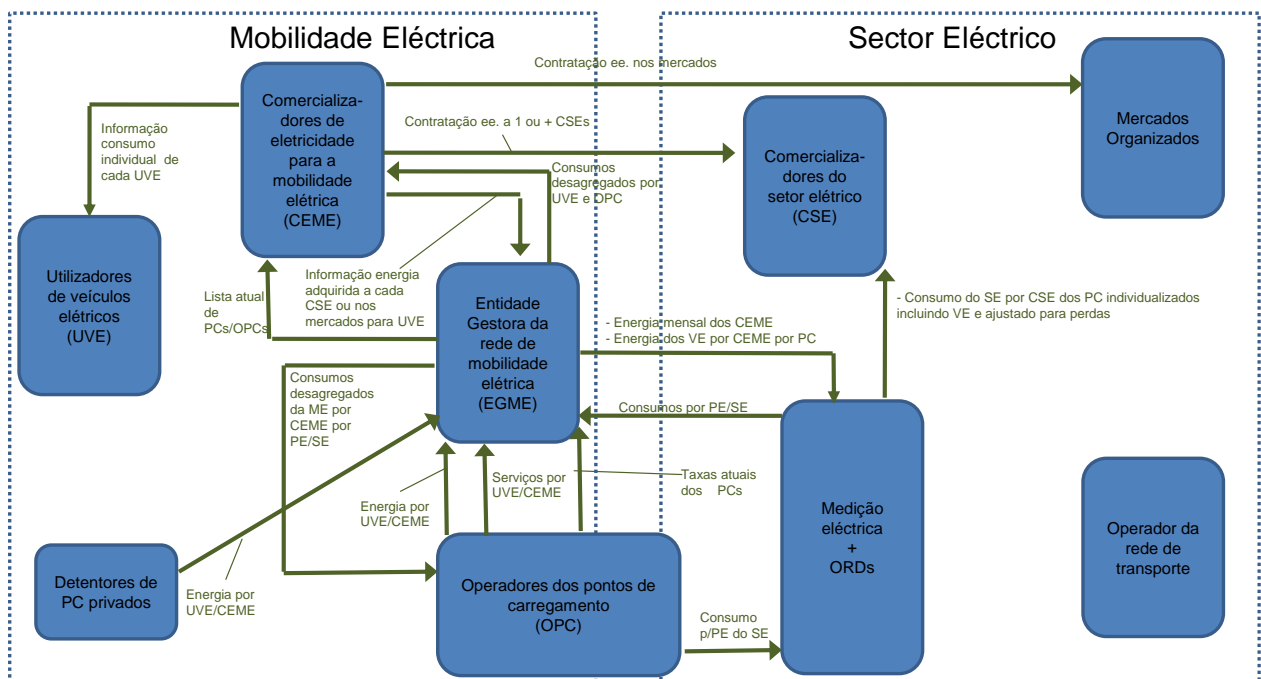 Mobilidade Eléctrica
Sector Eléctrico
Contratação ee. nos mercados
Comercializa-
dores de
eletricidade
para a
mobilidade
elétrica
(CEME)
Mercados
Organizados
Informação
consumo
individual de
cada UVE
Contratação ee. a 1 ou + CSEs
Comercializa-
dores do
setor elétrico
(CSE)
Consumos
desagregados por
UVE e OPC
Utilizadores
de veículos
elétricos
(UVE)
Lista atual
de
PCs/OPCs
Informação energia
adquirida a cada
CSE ou nos
mercados para UVE
Entidade
Gestora da
rede de
mobilidade
elétrica
(EGME)
- Energia mensal dos CEME
- Energia dos VE por CEME por PC
- Consumo do SE por CSE dos PC individualizados
incluindo VE e ajustado para perdas
Consumos
desagregados
da ME por
CEME por
PE/SE
Consumos por PE/SE
Energia por
UVE/CEME
Serviços por
UVE/CEME
Taxas atuais
dos PCs
Medição
eléctrica
+
ORDs
Operador da
rede de
transporte
Detentores de
PC privados
Energia por
UVE/CEME
Operadores dos pontos de
carregamento
(OPC)
Consumo
p/PE do SE